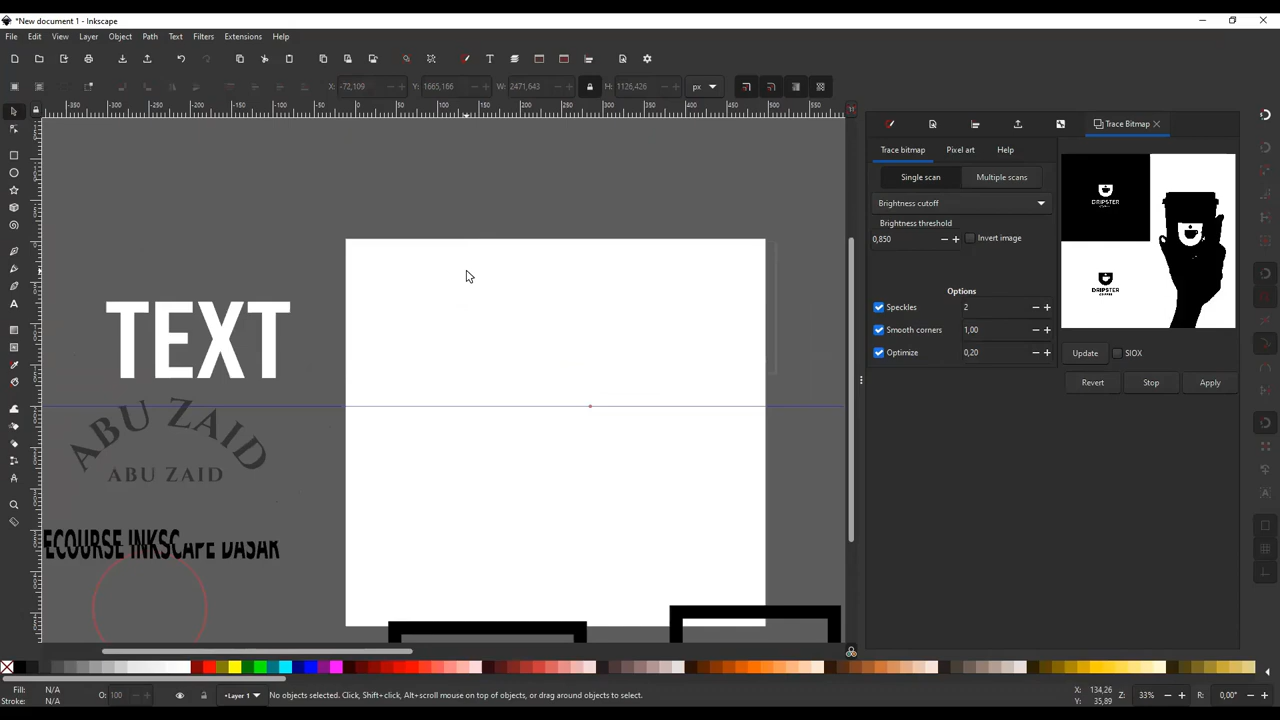 *New document 1 - Inkscape
File Edit View Layer Object Path Text Filters Extensions Help
X: -72,109 Y: 1665,166 W: 2471,643 H: 1126,426 px
Trace Bitmap
Trace bitmap Pixel art Help
Single scan Multiple scans
Brightness cutoff
Brightness threshold
0,850 Invert image
Options
Speckles 2
Smooth corners 1,00
Optimize 0,20
DRIPSTER
DRIPSTER
Update SIOX
Revert Stop Apply
TEXT
ABU ZAID
ABU ZAID
ECOURSE INKSCAPE DASAR
Fill: N/A
Stroke: N/A
O: 100
Layer 1
No objects selected. Click, Shift+click, Alt+scroll mouse on top of objects, or drag around objects to select.
X: 134,26
Y: 35,89
Z: 33%
R: 0,00°